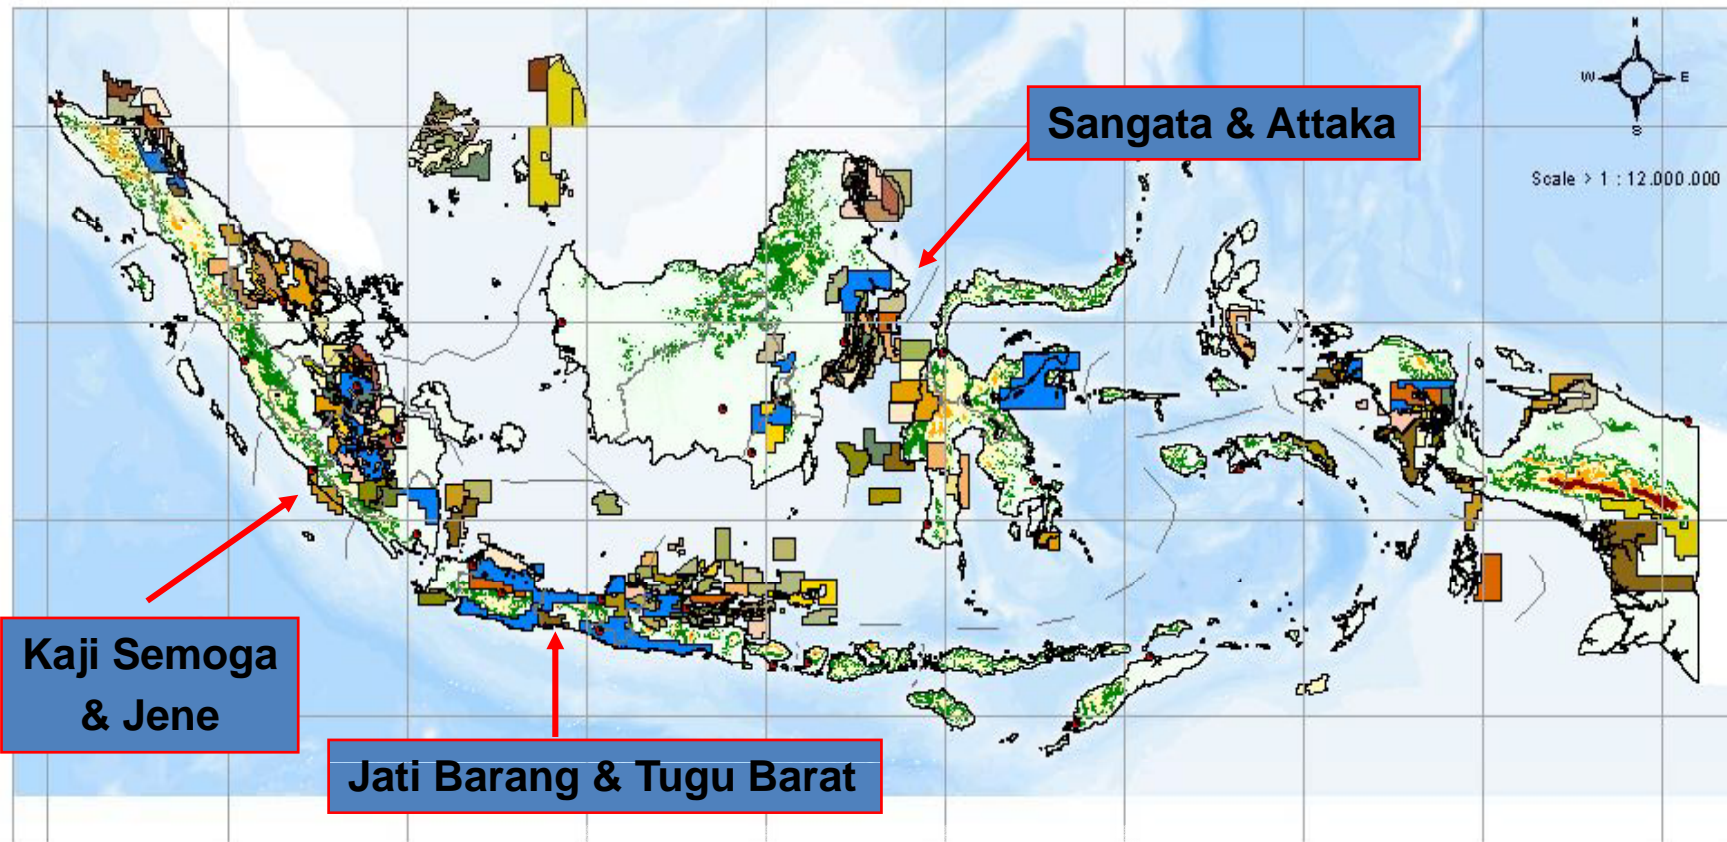 N
W E
S
Sangata & Attaka
Scale > 1 : 12.000.000
Kaji Semoga
& Jene
Jati Barang & Tugu Barat